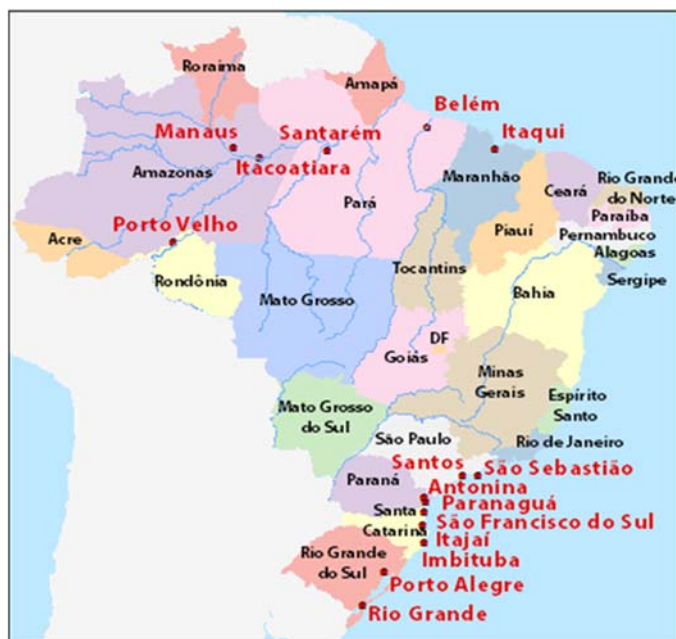 Roraima
Amapá
Belém
Manaus
Santarém
Itaqui
Itacoatiara
Amazonas
Maranhão
Ceará
Rio Grande
do Norte
Pará
Paraíba
Acre
Porto Velho
Piauí
Pernambuco
Alagoas
Rondônia
Mato Grosso
Tocantins
Bahia
Sergipe
DF
Goiás
Minas
Gerais
Mato Grosso
do Sul
Espírito
Santo
São Paulo
Rio de Janeiro
Santos
São Sebastião
Paraná
Antonina
Paranaguá
Santa
Catarina
São Francisco do Sul
Itajaí
Imbituba
Rio Grande
do Sul
Porto Alegre
Rio Grande